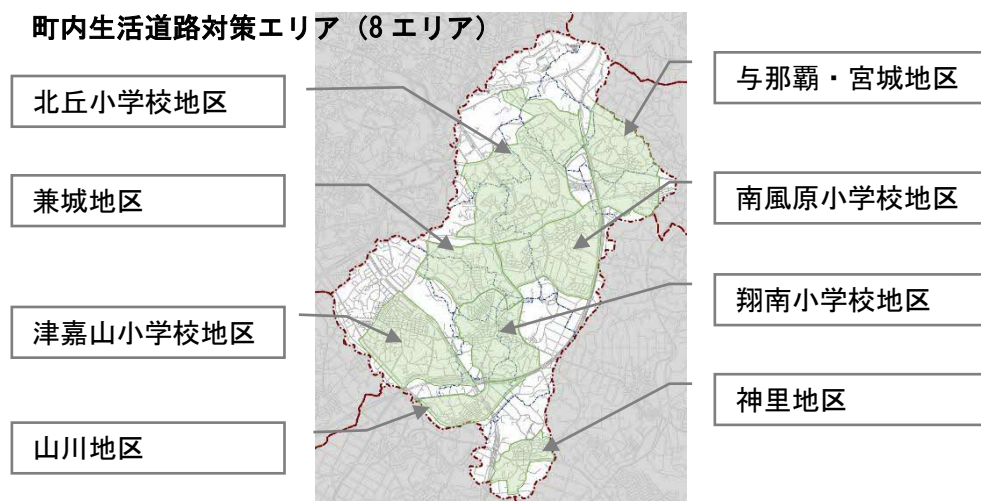 町内生活道路対策エリア（8 エリア）
北丘小学校地区
兼城地区
津嘉山小学校地区
山川地区
与那覇・宮城地区
南風原小学校地区
翔南小学校地区
神里地区